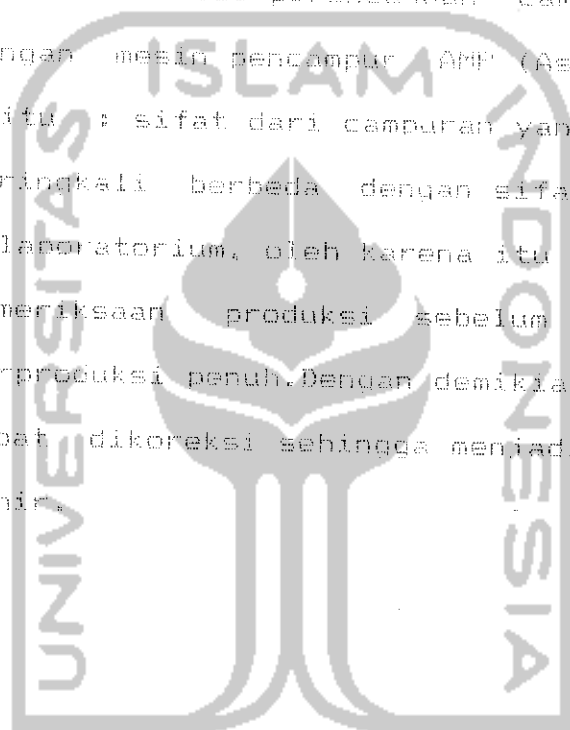 ngan mesin pencampur AMP (As
itu : sifat dari campuran yan
ringkali berbeda dengan sifa
laboratorium, oleh karena itu
meriksaan produksi sebelum
rproduksi penuh.Dengan demikia
bah dikoreksi sehingga menjad
hir.
ISLAM
UNIVERSITAS
INDONESIA